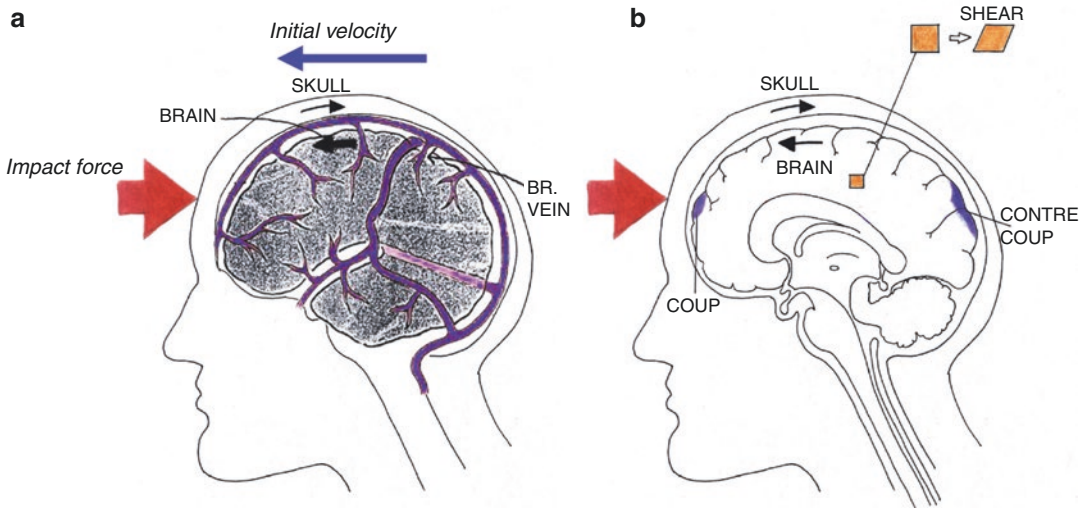 a
Initial velocity
SKULL
BRAIN
Impact force
BR.
VEIN
b
SHEAR
SKULL
BRAIN
CONTRE
COUP
COUP